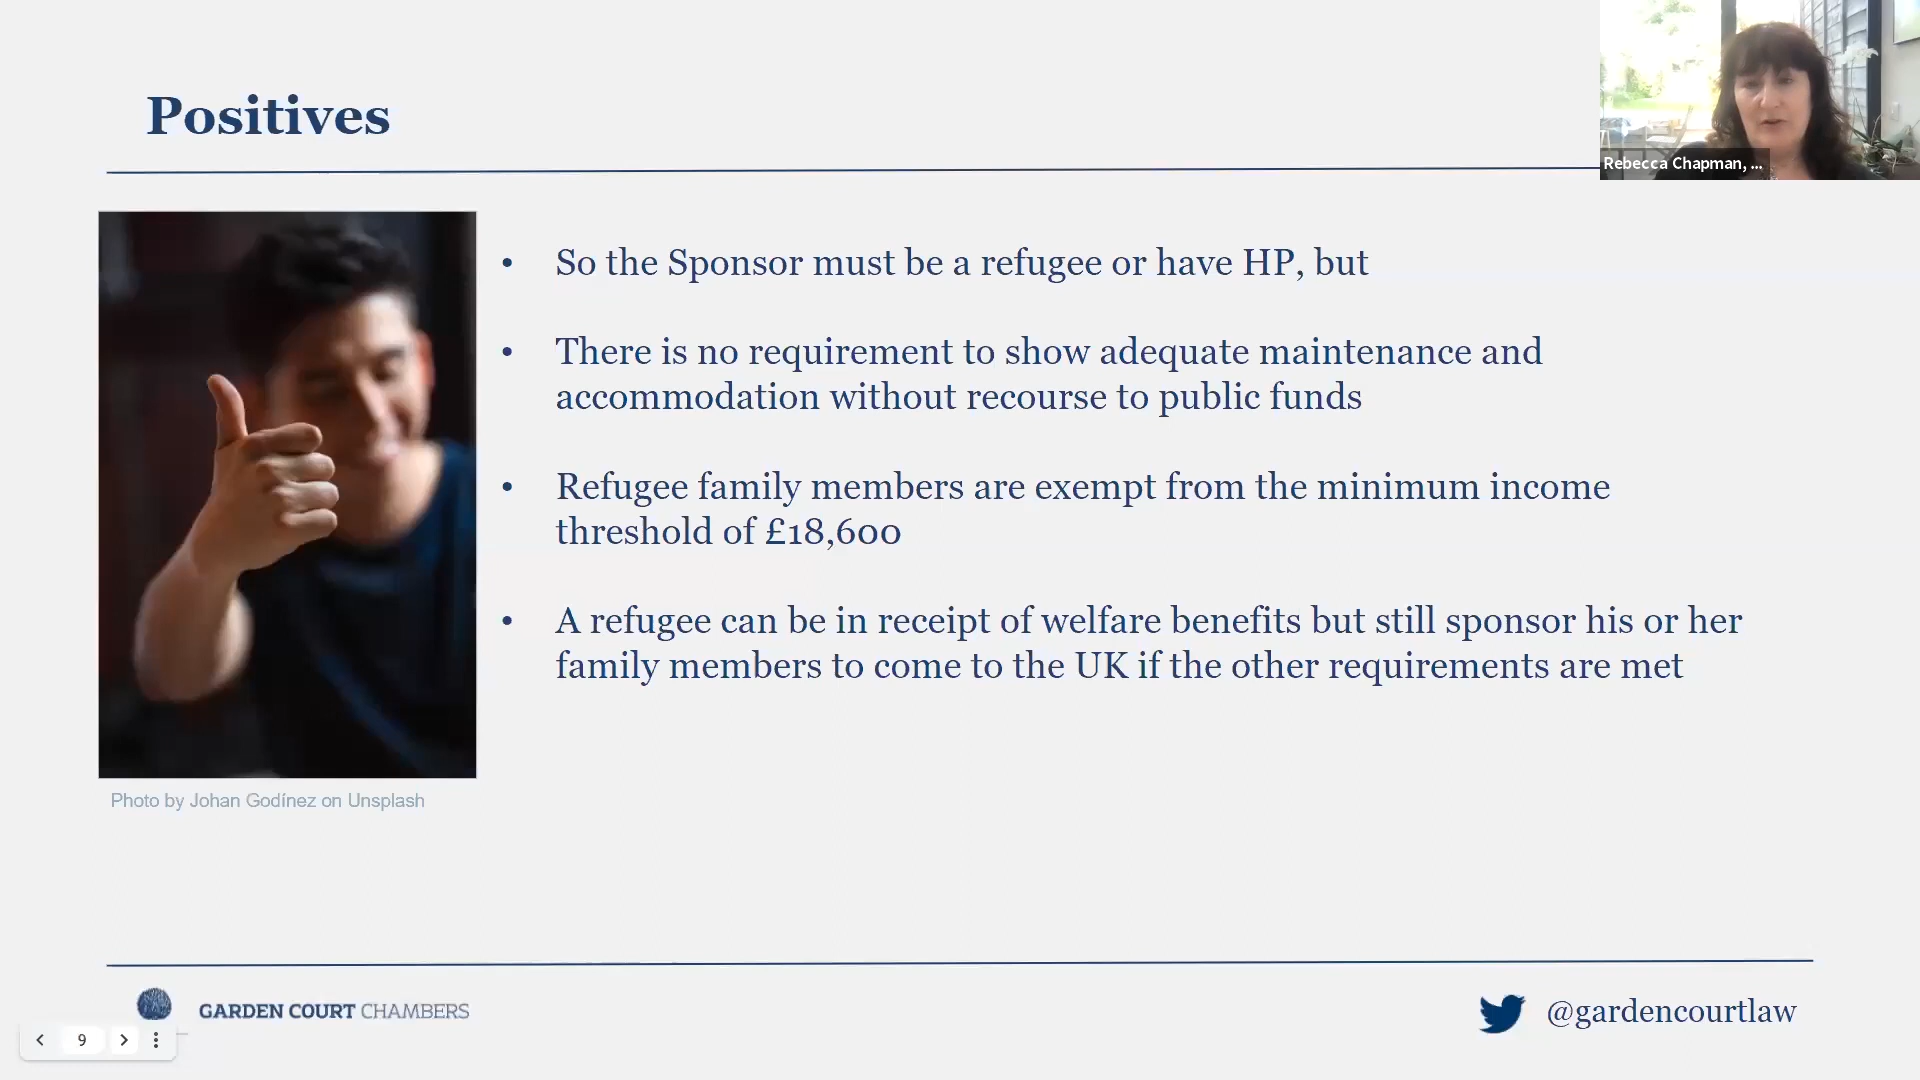 Positives
Rebecca Chapman, ...
• So the Sponsor must be a refugee or have HP, but
• There is no requirement to show adequate maintenance and
accommodation without recourse to public funds
• Refugee family members are exempt from the minimum income
threshold of £18,600
• A refugee can be in receipt of welfare benefits but still sponsor his or her
family members to come to the UK if the other requirements are met
Photo by Johan Godínez on Unsplash
GARDEN COURT CHAMBERS
@gardencourtlaw
9